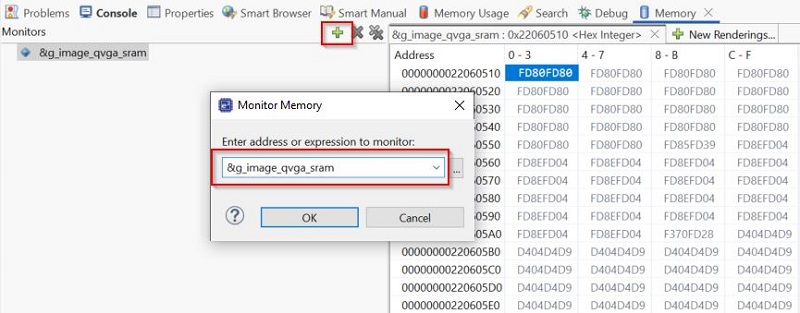 Problems Console Properties Smart Browser Smart Manual Memory Usage Search Debug Memory
Monitors
&g_image_qvga_sram
&g_image_qvga_sram : 0x22060510 <Hex Integer> New Renderings...
Address 0 - 3 4 - 7 8 - B C - F
0000000022060510 FD80FD80 FD80FD80 FD80FD80 FD80FD80
0000000022060520 FD80FD80 FD80FD80 FD80FD80 FD80FD80
0000000022060530 FD80FD80 FD80FD80 FD80FD80 FD80FD80
0000000022060540 FD80FD80 FD80FD80 FD80FD80 FD80FD80
0000000022060550 FD80FD80 FD80FD80 FD85FD39 FD8EFD04
060560 FD8EFD04 FD8EFD04 FD8EFD04 FD8EFD04
060570 FD8EFD04 FD8EFD04 FD8EFD04 FD8EFD04
060580 FD8EFD04 FD8EFD04 FD8EFD04 FD8EFD04
060590 FD8EFD04 FD8EFD04 FD8EFD04 FD8EFD04
0605A0 FD8EFD04 FD8EFD04 F370FD28 D404D4D9
00000000220605B0 D404D4D9 D404D4D9 D404D4D9 D404D4D9
00000000220605C0 D404D4D9 D404D4D9 D404D4D9 D404D4D9
00000000220605D0 D404D4D9 D404D4D9 D404D4D9 D404D4D9
00000000220605E0 D404D4D9 D404D4D9 D404D4D9 D404D4D9
Monitor Memory
Enter address or expression to monitor:
&g_image_qvga_sram ...
? OK Cancel